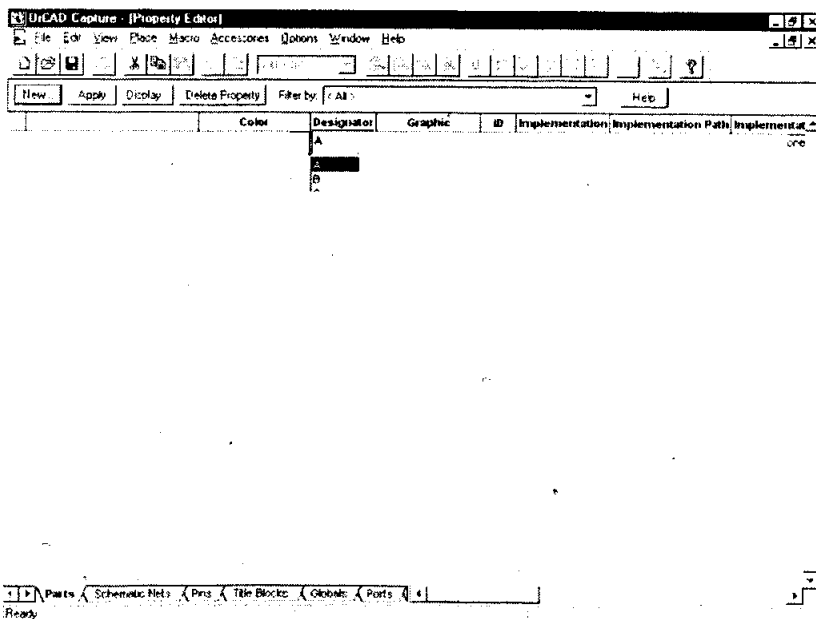 OrCAD Capture - [Property Editor]
File Edit View Place Macro Accessories Options Window Help
New... Apply Display Delete Property Filter by: < All > Help
Color Designator Graphic ID Implementation Implementation Path Implementat
A one
A
B
Parts Schematic Nets Pins Title Blocks Globals Ports
Ready